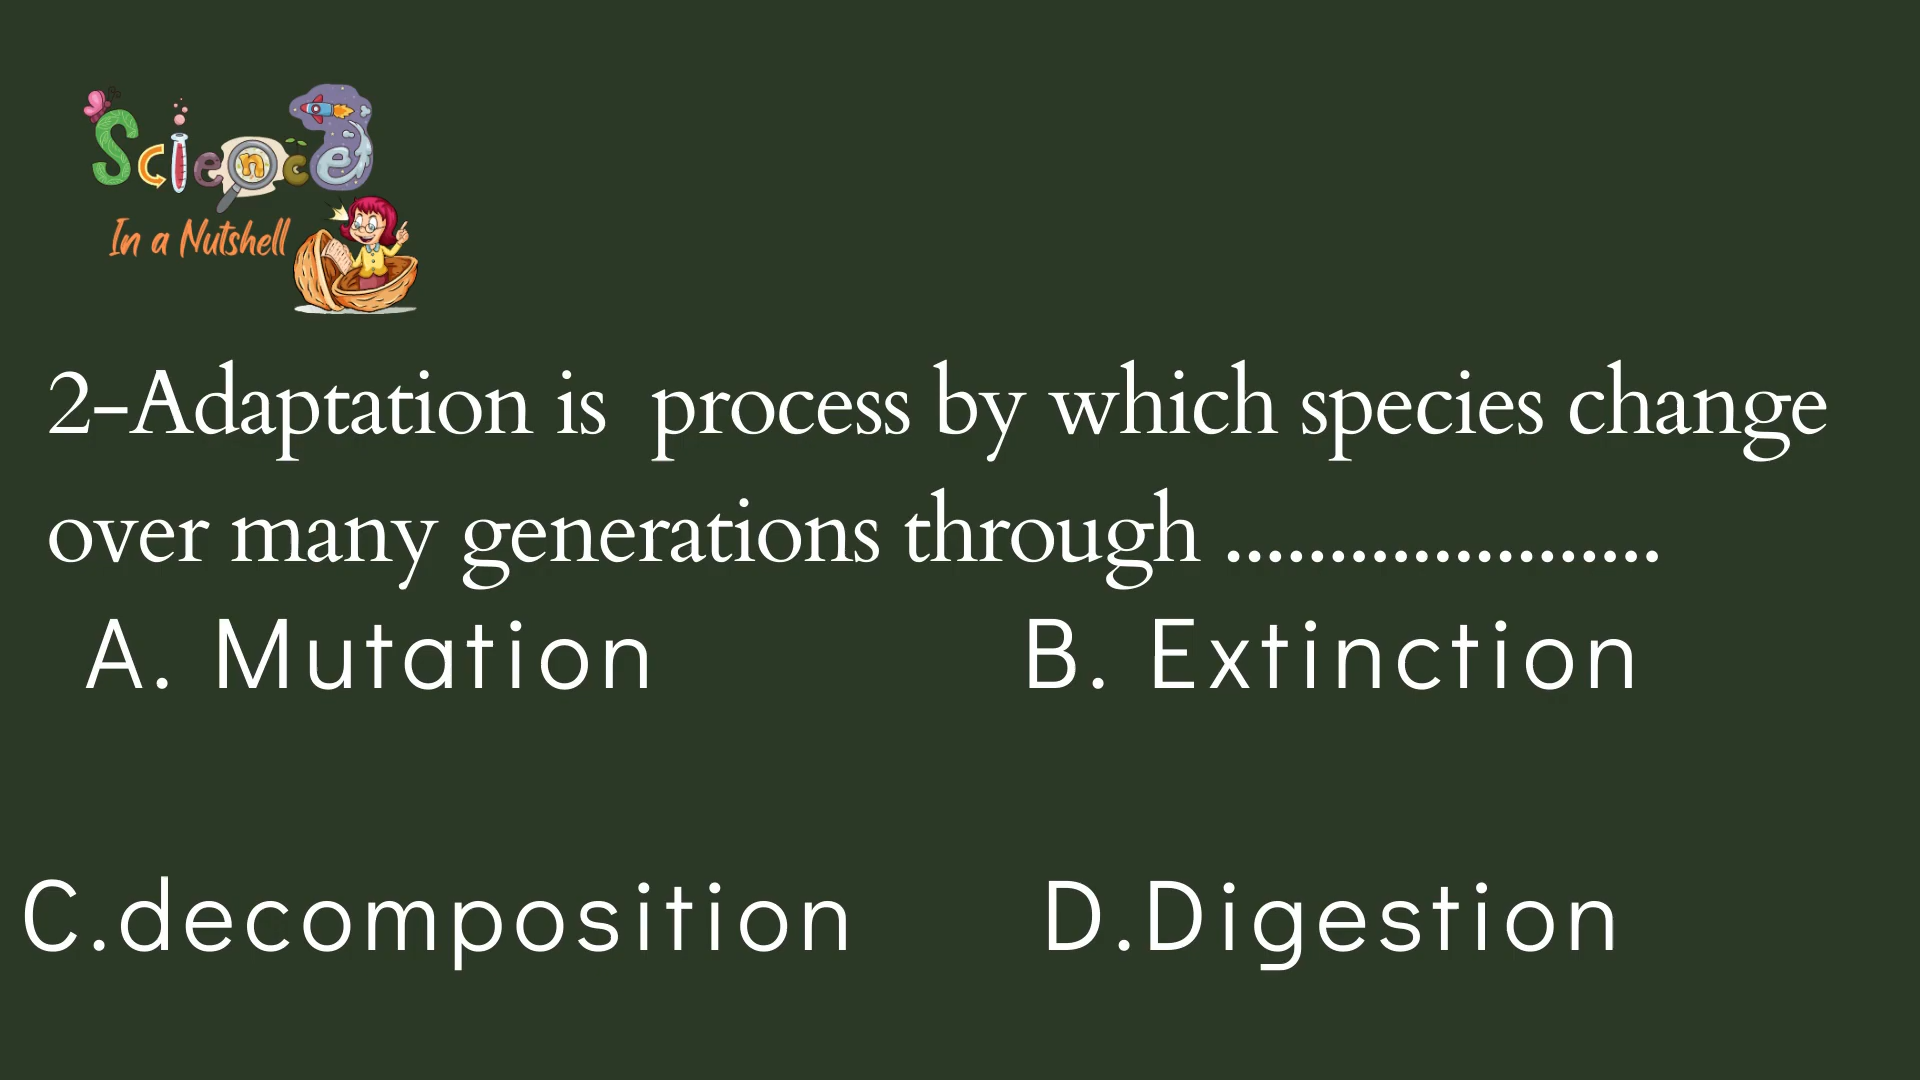 Science
In a Nutshell
2-Adaptation is  process by which species change
over many generations through .....................
A. Mutation
B. Extinction
C.decomposition
D.Digestion